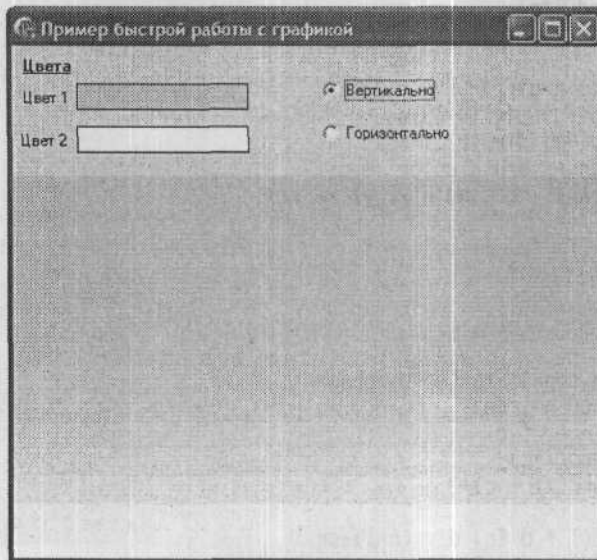 Пример быстрой работы с графикой
Цвета
Цвет 1
Вертикально
Цвет 2
Горизонтально